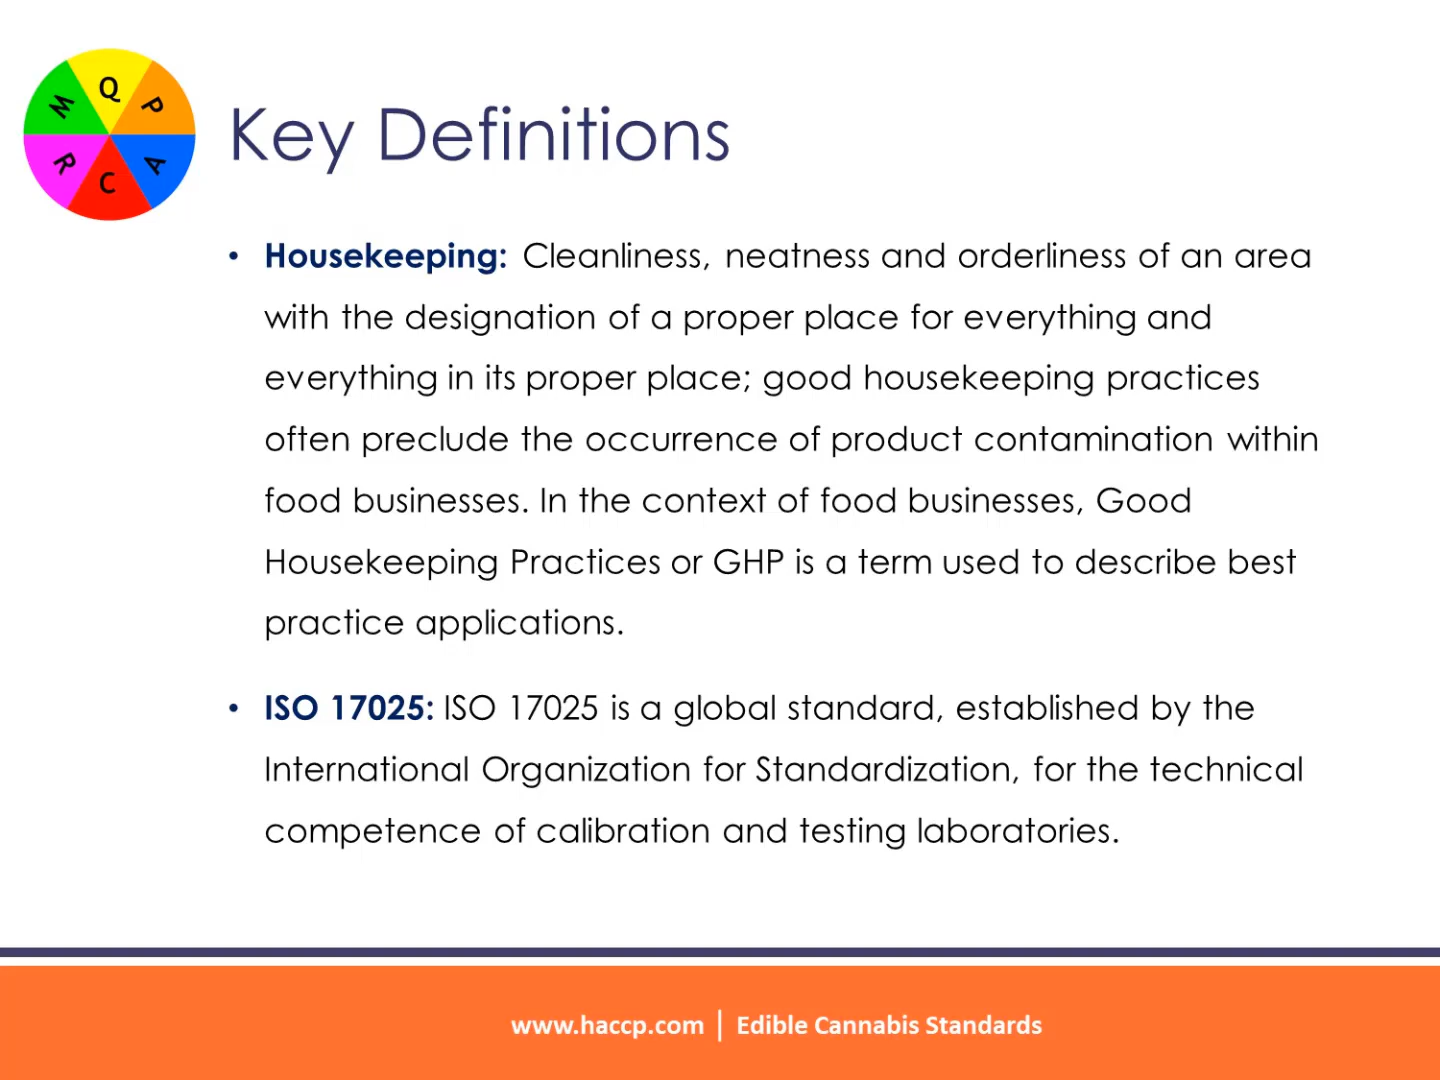 Q
P
A
C
R
W
Key Definitions
• Housekeeping: Cleanliness, neatness and orderliness of an area
with the designation of a proper place for everything and
everything in its proper place; good housekeeping practices
often preclude the occurrence of product contamination within
food businesses. In the context of food businesses, Good
Housekeeping Practices or GHP is a term used to describe best
practice applications.
• ISO 17025: ISO 17025 is a global standard, established by the
International Organization for Standardization, for the technical
competence of calibration and testing laboratories.
www.haccp.com | Edible Cannabis Standards